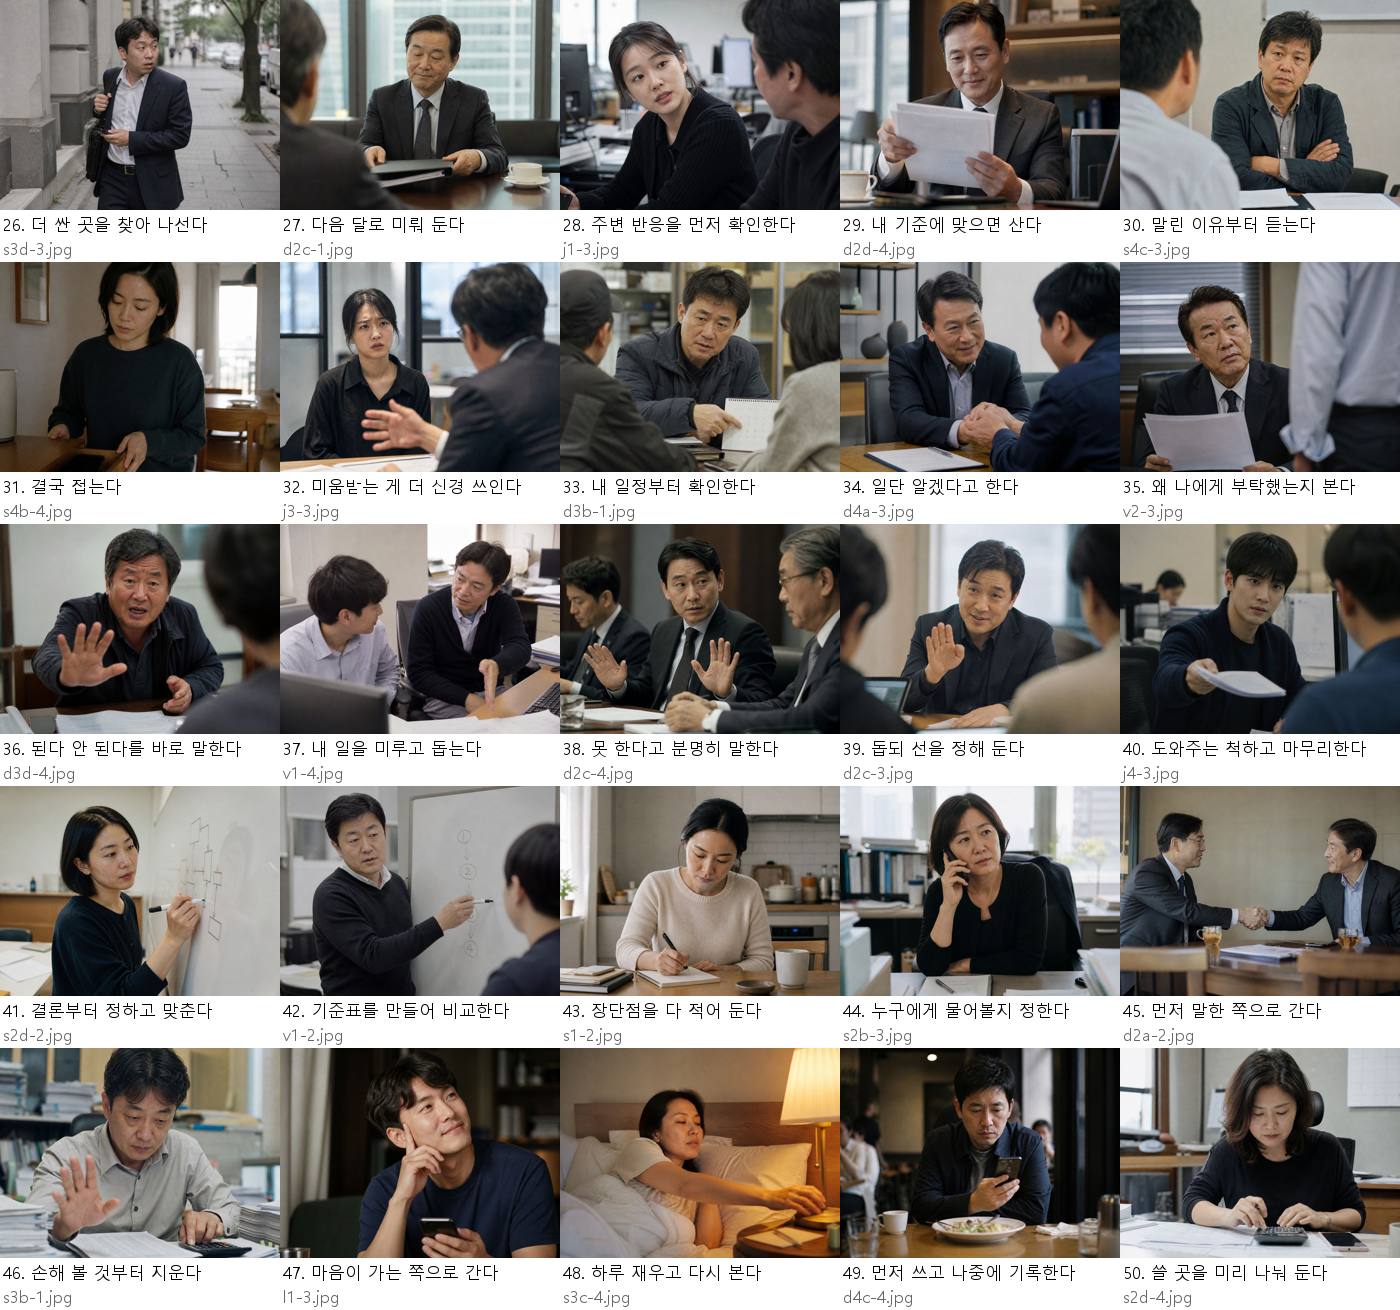 26. 더 싼 곳을 찾아 나선다
s3d-3.jpg
27. 다음 달로 미뤄 둔다
d2c-1.jpg
28. 주변 반응을 먼저 확인한다
j1-3.jpg
29. 내 기준에 맞으면 산다
d2d-4.jpg
30. 말린 이유부터 듣는다
s4c-3.jpg
31. 결국 접는다
s4b-4.jpg
32. 미움받는 게 더 신경 쓰인다
j3-3.jpg
33. 내 일정부터 확인한다
d3b-1.jpg
34. 일단 알겠다고 한다
d4a-3.jpg
35. 왜 나에게 부탁했는지 본다
v2-3.jpg
36. 된다 안 된다를 바로 말한다
d3d-4.jpg
37. 내 일을 미루고 돕는다
v1-4.jpg
38. 못 한다고 분명히 말한다
d2c-4.jpg
39. 돕되 선을 정해 둔다
d2c-3.jpg
40. 도와주는 척하고 마무리한다
j4-3.jpg
41. 결론부터 정하고 맞춘다
s2d-2.jpg
42. 기준표를 만들어 비교한다
v1-2.jpg
43. 장단점을 다 적어 둔다
s1-2.jpg
44. 누구에게 물어볼지 정한다
s2b-3.jpg
45. 먼저 말한 쪽으로 간다
d2a-2.jpg
46. 손해 볼 것부터 지운다
s3b-1.jpg
47. 마음이 가는 쪽으로 간다
l1-3.jpg
48. 하루 재우고 다시 본다
s3c-4.jpg
49. 먼저 쓰고 나중에 기록한다
d4c-4.jpg
50. 쓸 곳을 미리 나눠 둔다
s2d-4.jpg